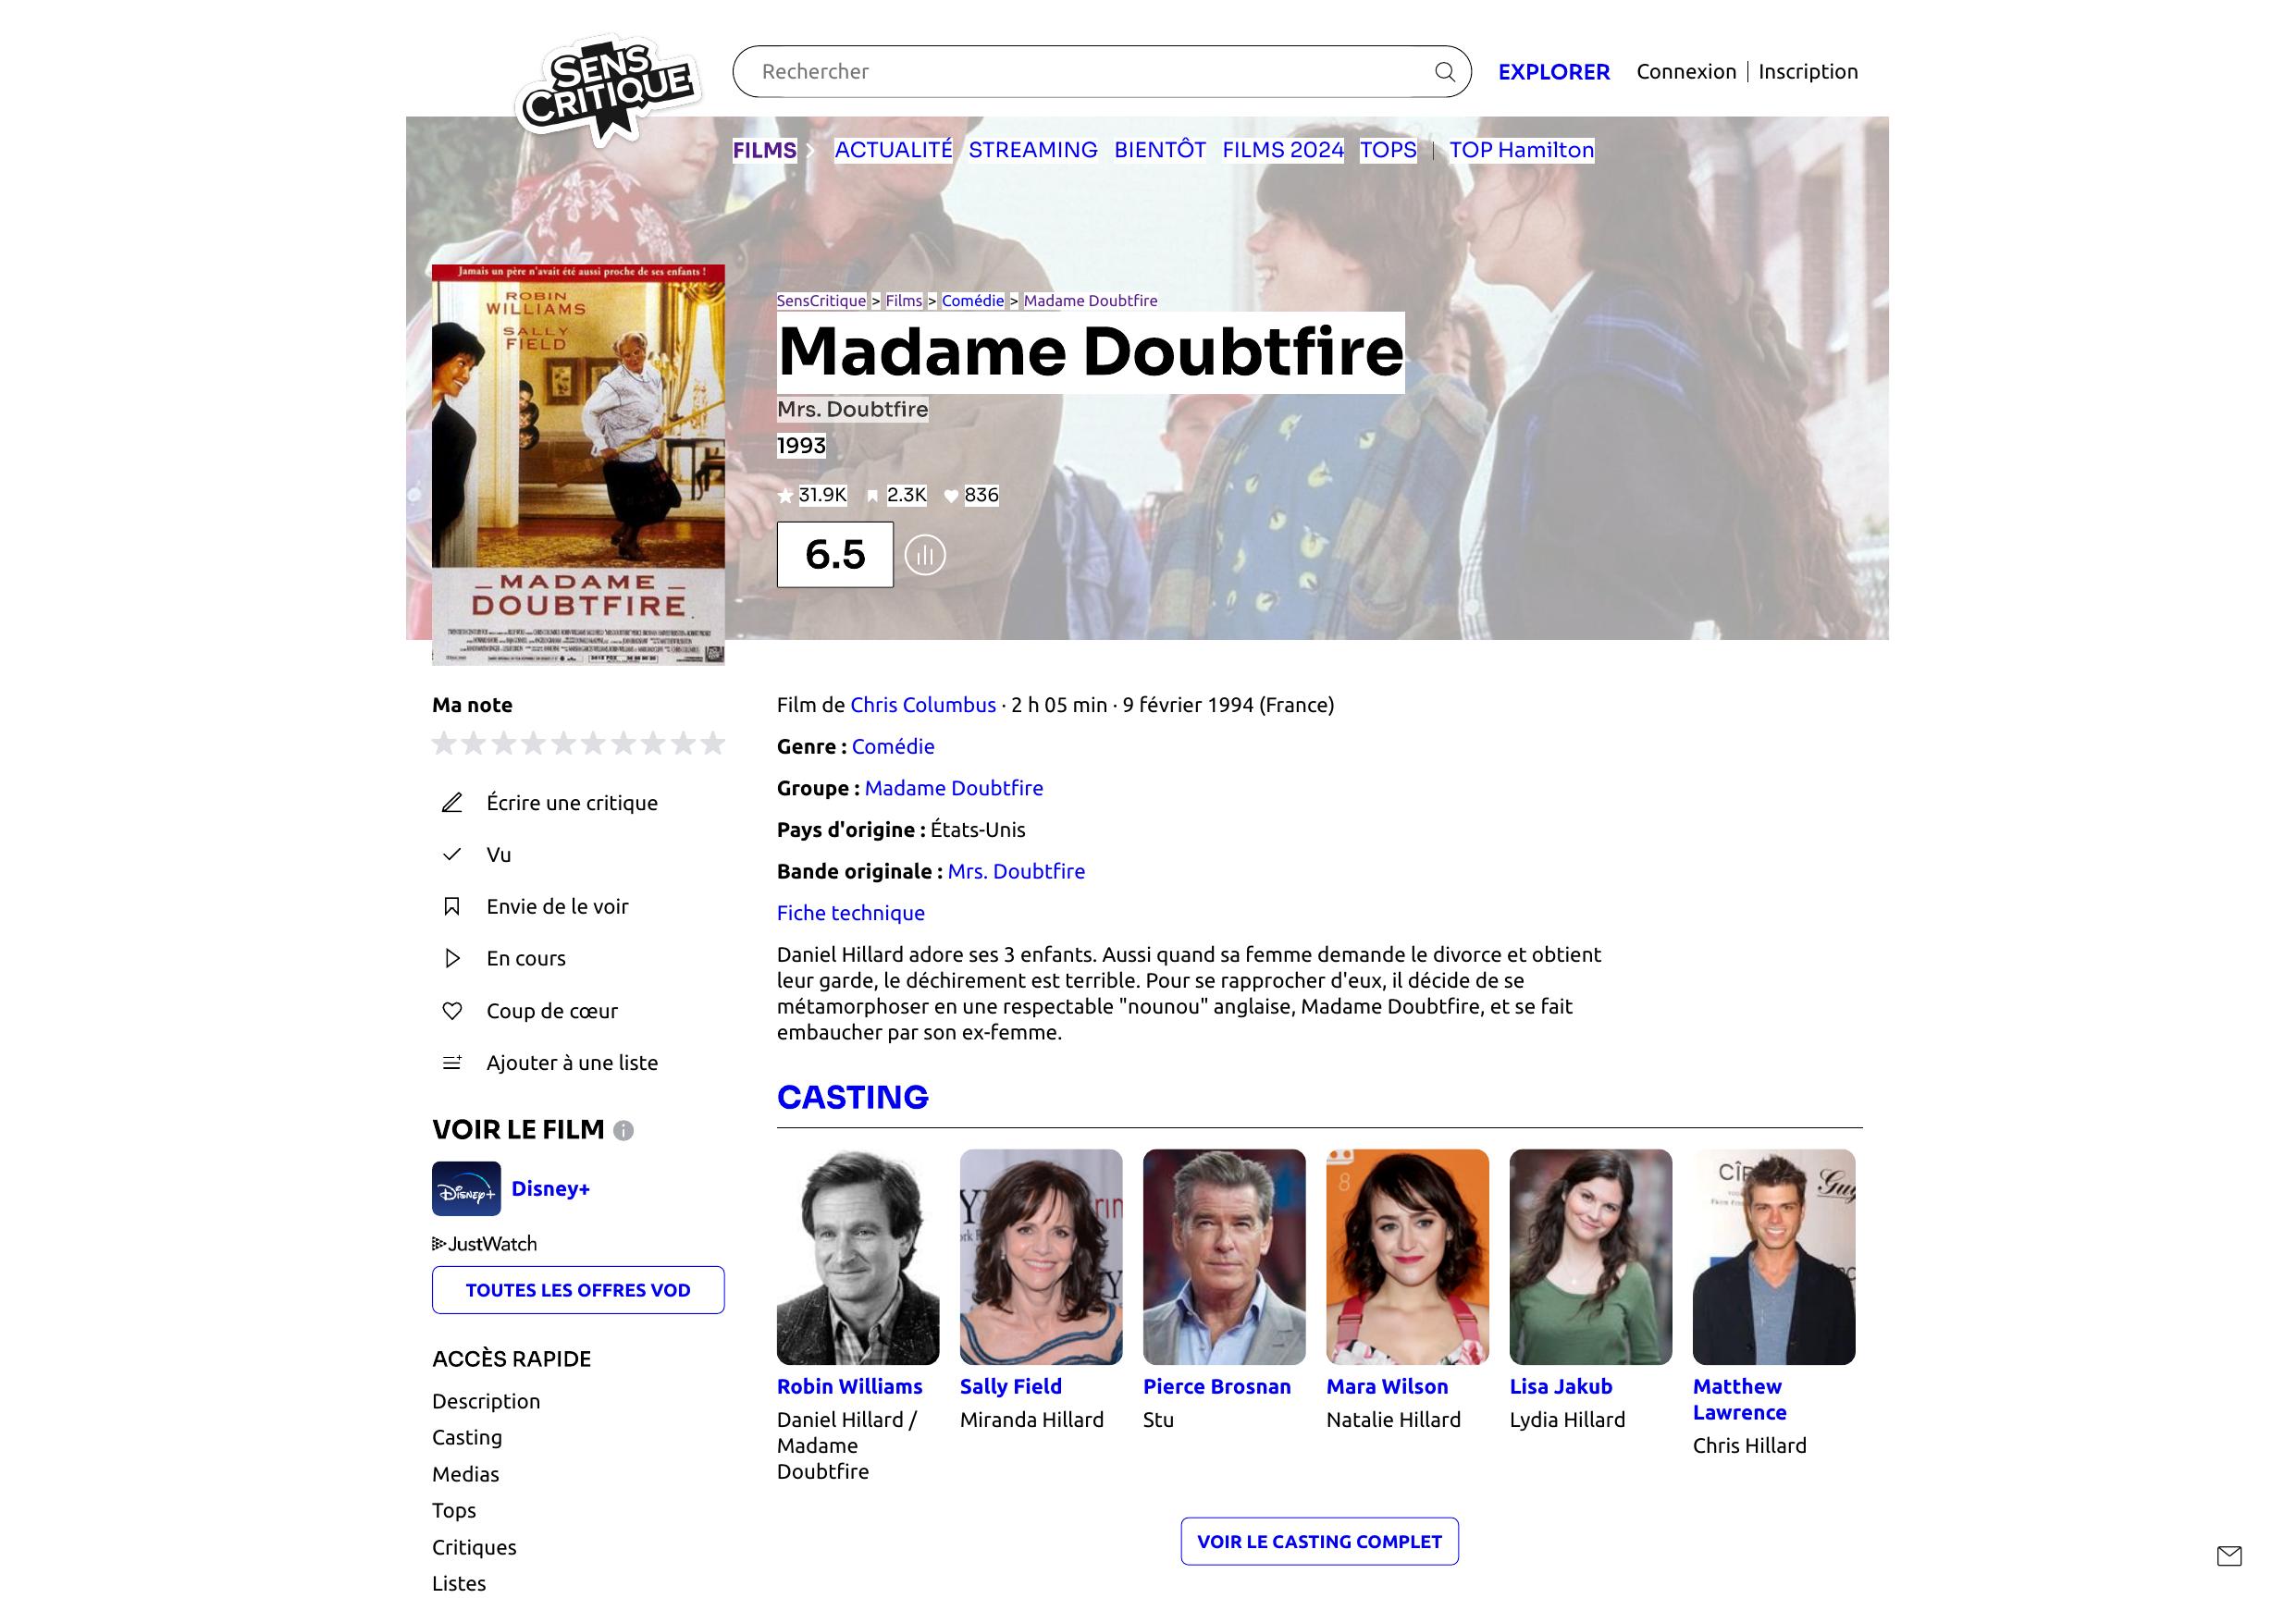 SENS
CRITIQUE
Rechercher
EXPLORER
Connexion
Inscription
FILMS
ACTUALITÉ
STREAMING
BIENTÔT
FILMS 2024
TOPS
TOP Hamilton
Jamais un père n'avait été aussi proche de ses enfants !
ROBIN
WILLIAMS
SALLY
FIELD
MADAME
DOUBTFIRE
SensCritique > Films > Comédie > Madame Doubtfire
Madame Doubtfire
Mrs. Doubtfire
1993
31.9K 2.3K 836
6.5
Ma note
Écrire une critique
Vu
Envie de le voir
En cours
Coup de cœur
Ajouter à une liste
VOIR LE FILM
Disney+
Disney+
JustWatch
TOUTES LES OFFRES VOD
ACCÈS RAPIDE
Description
Casting
Medias
Tops
Critiques
Listes
Film de Chris Columbus · 2 h 05 min · 9 février 1994 (France)
Genre : Comédie
Groupe : Madame Doubtfire
Pays d'origine : États-Unis
Bande originale : Mrs. Doubtfire
Fiche technique
Daniel Hillard adore ses 3 enfants. Aussi quand sa femme demande le divorce et obtient
leur garde, le déchirement est terrible. Pour se rapprocher d'eux, il décide de se
métamorphoser en une respectable "nounou" anglaise, Madame Doubtfire, et se fait
embaucher par son ex-femme.
CASTING
Robin Williams
Daniel Hillard /
Madame
Doubtfire
Sally Field
Miranda Hillard
Pierce Brosnan
Stu
Mara Wilson
Natalie Hillard
Lisa Jakub
Lydia Hillard
Matthew
Lawrence
Chris Hillard
VOIR LE CASTING COMPLET